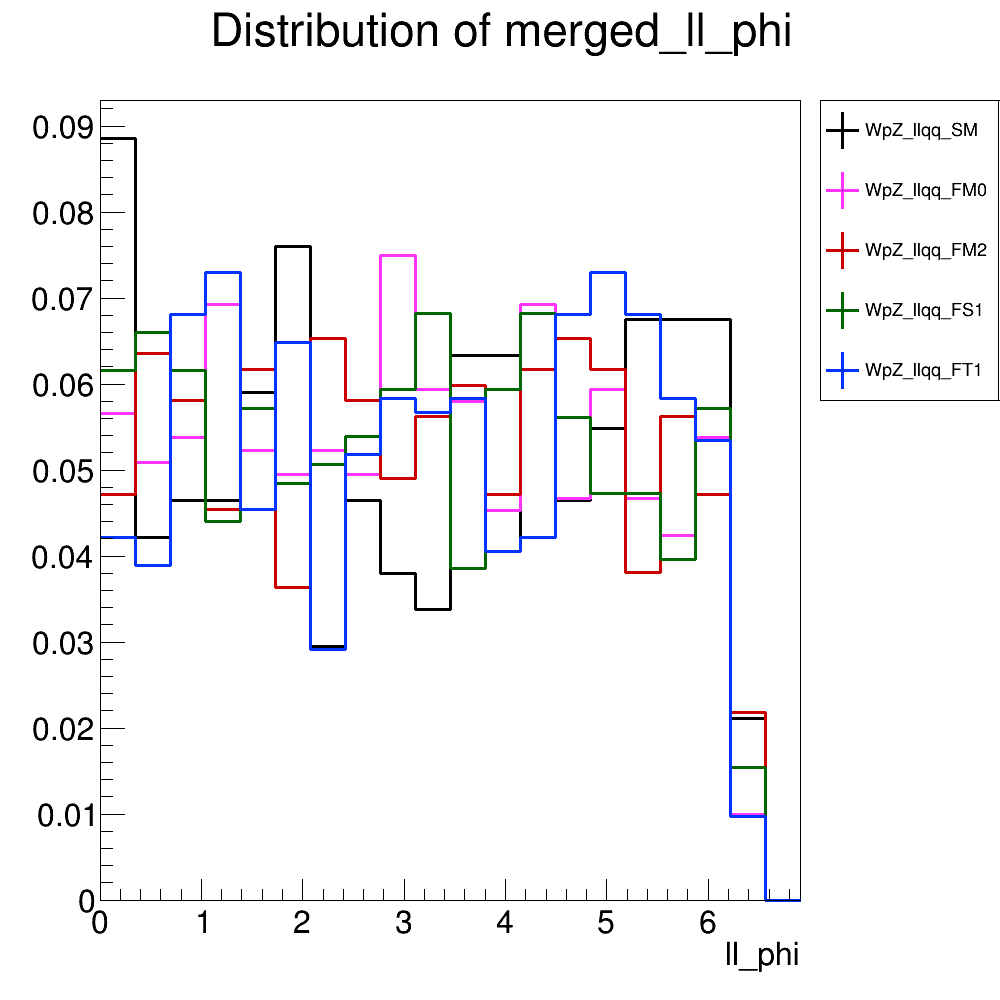 Distribution of merged_ll_phi
0.09
0.08
0.07
0.06
0.05
0.04
0.03
0.02
0.01
0
0 1 2 3 4 5 6
ll_phi
WpZ_llqq_SM
WpZ_llqq_FM0
WpZ_llqq_FM2
WpZ_llqq_FS1
WpZ_llqq_FT1